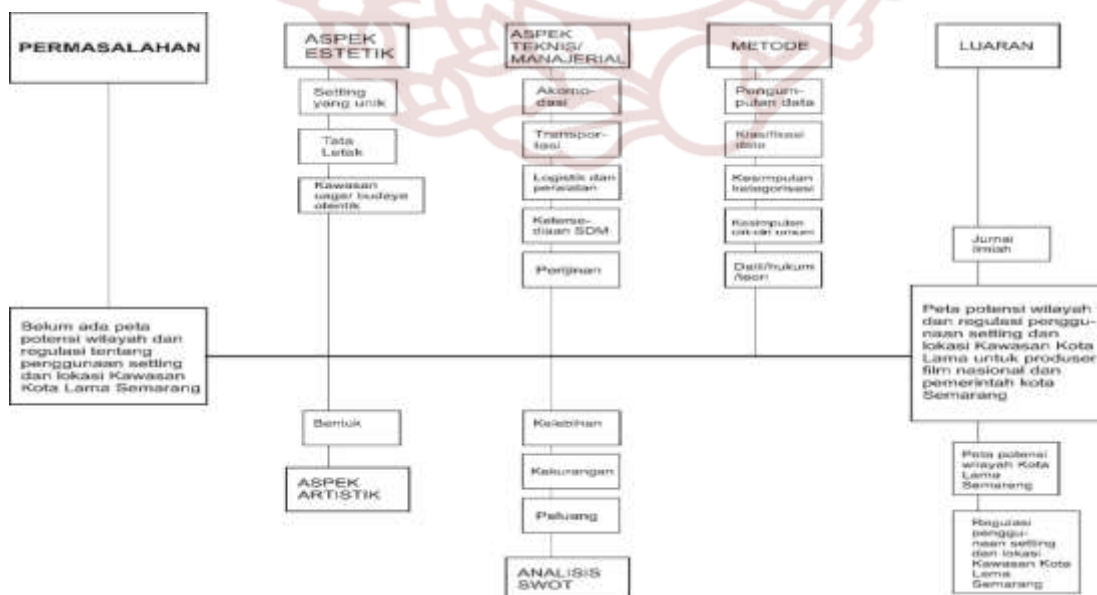 PERMASALAHAN
Belum ada peta
potensi wilayah dan
regulasi tentang
penggunaan setting
dan lokasi Kawasan
Kota Lama Semarang
ASPEK
ESTETIK
Setting
yang unik
Tata
Letak
Kawasan
cagar budaya
otentik
Bentuk
ASPEK
ARTISTIK
ASPEK
TEKNIS/
MANAJERIAL
Akomo-
dasi
Transpor-
tasi
Logistik dan
Keterse-
diaan SDM
Perijinan
Kelebihan
Kekurangan
Peluang
ANALISIS
SWOT
METODE
Pengum-
pulan data
Klasifikasi
data
Kesimpulan
kategorisasi
Kesimpulan
ciri-ciri umum
Dalil/hukum
/teori
LUARAN
Jurnal
ilmiah
Peta potensi wilayah
dan regulasi penggu-
naan setting dan
lokasi Kawasan Kota
Lama untuk produser
film nasional dan
pemerintah kota
Semarang
Peta potensi
wilayah Kota
Lama
Semarang
Regulasi
penggu-
naan setting
dan lokasi
Kawasan Kota
Lama
Semarang